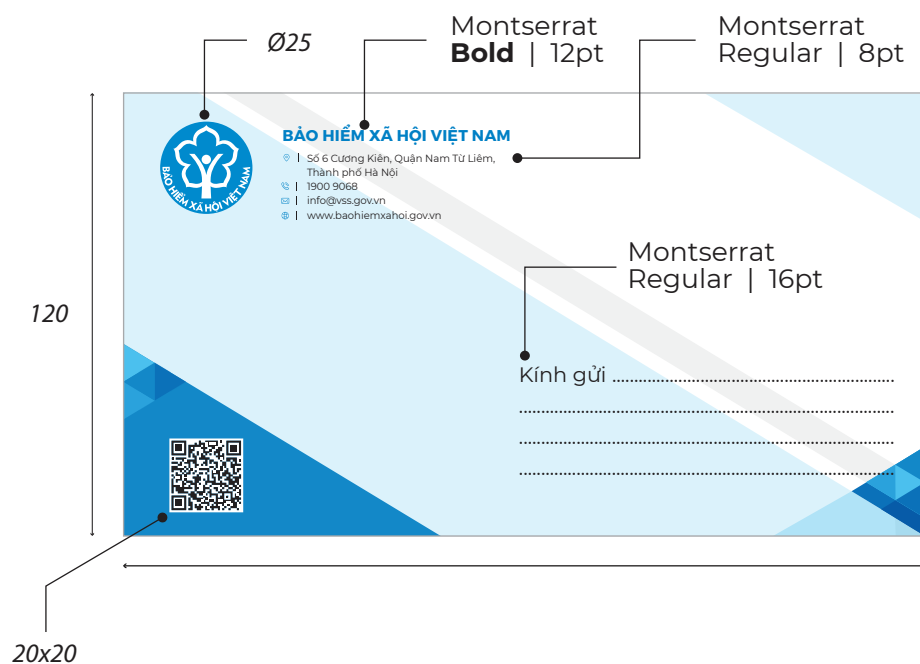 Ø25
Montserrat
Bold | 12pt
Montserrat
Regular | 8pt
BẢO HIỂM XÃ HỘI VIỆT NAM
BẢO HIỂM XÃ HỘI VIỆT NAM
Số 6 Cương Kiên, Quận Nam Từ Liêm,
Thành phố Hà Nội
1900 9068
info@vss.gov.vn
www.baohiemxahoi.gov.vn
Montserrat
Regular | 16pt
120
Kính gửi
20x20